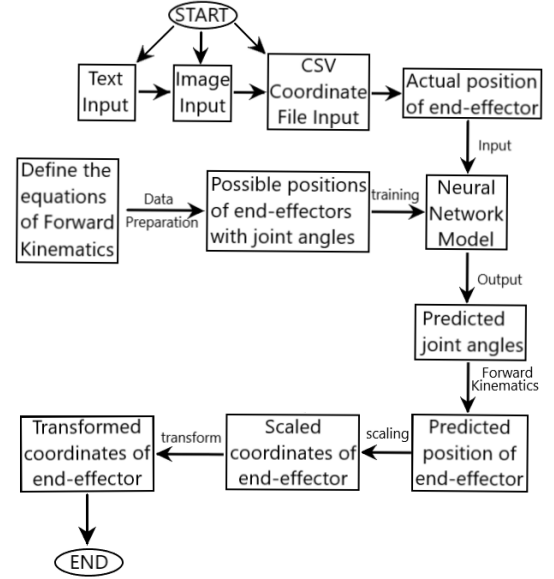 START
Text
Input
Image
Input
CSV
Coordinate
File Input
Actual position
of end-effector
Input
Define the
equations
of Forward
Kinematics
Data
Preparation
Possible positions
of end-effectors
with joint angles
training
Neural
Network
Model
Output
Predicted
joint angles
Forward
Kinematics
Predicted
position of
end-effector
scaling
Scaled
coordinates of
end-effector
transform
Transformed
coordinates of
end-effector
END